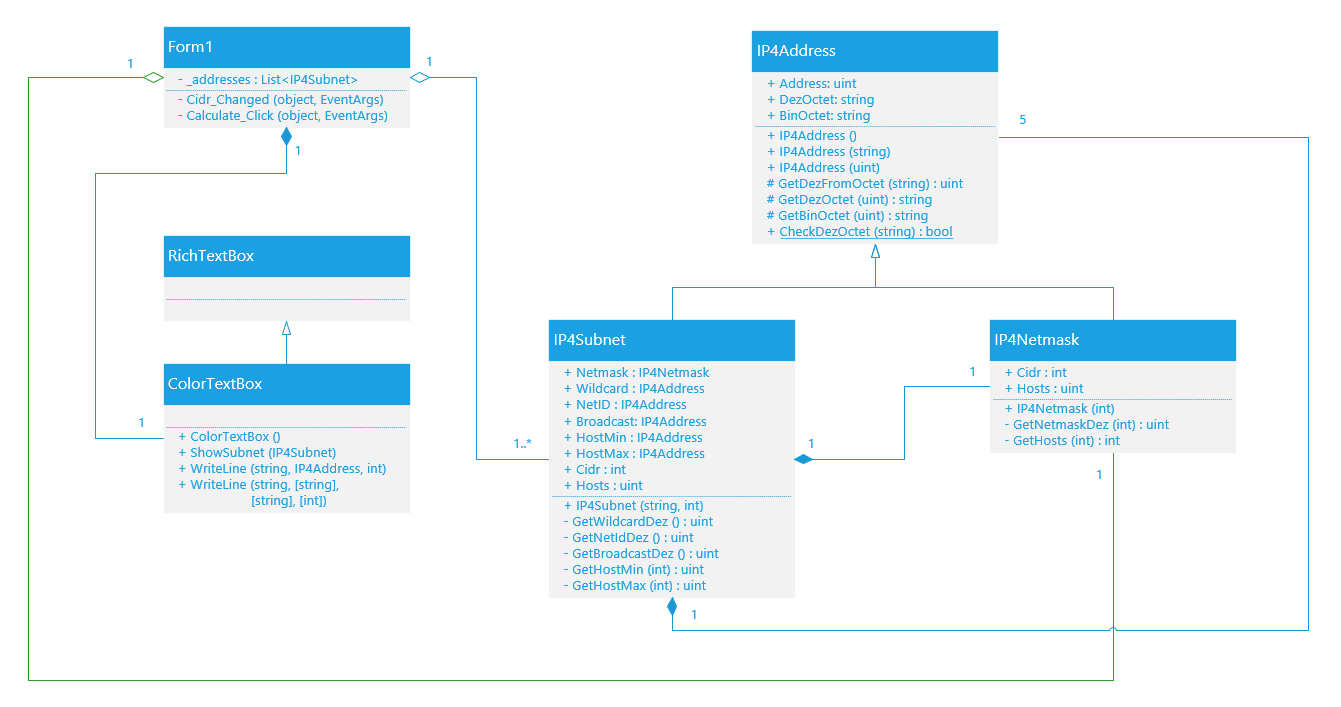 Form1
- _addresses : List<IP4Subnet>
- Cidr_Changed (object, EventArgs)
- Calculate_Click (object, EventArgs)
1
1
1
RichTextBox
ColorTextBox
+ ColorTextBox ()
+ ShowSubnet (IP4Subnet)
+ WriteLine (string, IP4Address, int)
+ WriteLine (string, [string],
[string], [int])
1
IP4Address
+ Address: uint
+ DezOctet: string
+ BinOctet: string
+ IP4Address ()
+ IP4Address (string)
+ IP4Address (uint)
# GetDezFromOctet (string) : uint
# GetDezOctet (uint) : string
# GetBinOctet (uint) : string
+ CheckDezOctet (string) : bool
5
IP4Subnet
+ Netmask : IP4Netmask
+ Wildcard : IP4Address
+ NetID : IP4Address
+ Broadcast: IP4Address
+ HostMin : IP4Address
+ HostMax : IP4Address
+ Cidr : int
+ Hosts : uint
+ IP4Subnet (string, int)
- GetWildcardDez () : uint
- GetNetIdDez () : uint
- GetBroadcastDez () : uint
- GetHostMin (int) : uint
- GetHostMax (int) : uint
1..*
1
1
IP4Netmask
+ Cidr : int
+ Hosts : uint
+ IP4Netmask (int)
- GetNetmaskDez (int) : uint
- GetHosts (int) : int
1
1